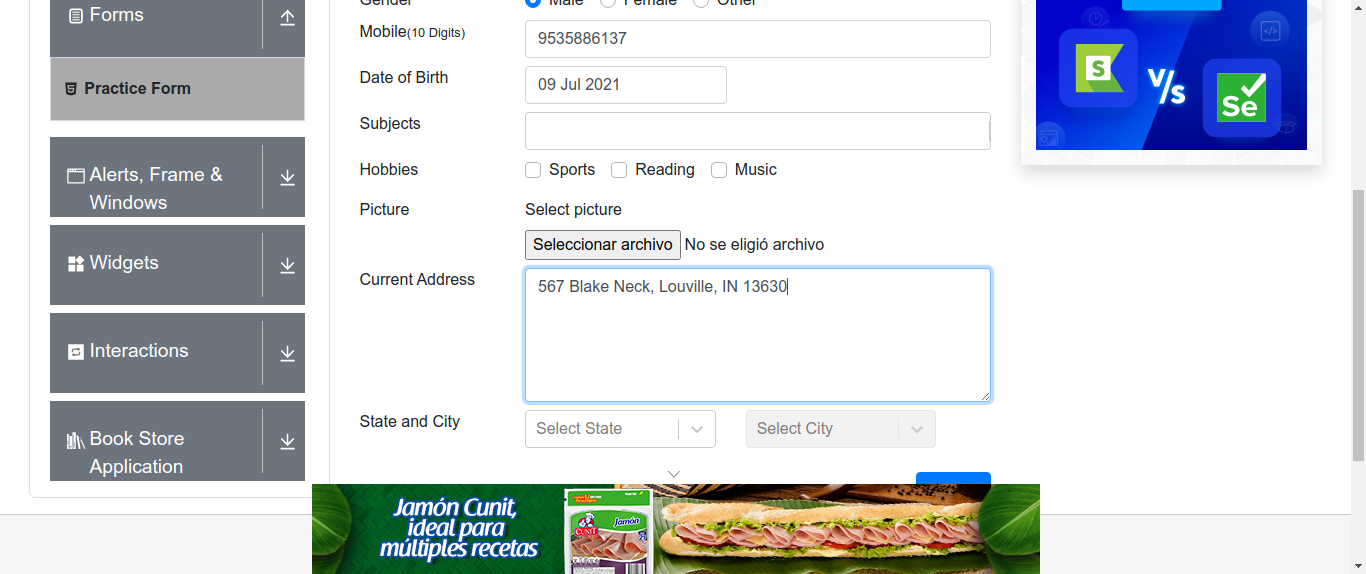 Forms
Practice Form
Alerts, Frame &
Windows
Widgets
Interactions
Book Store
Application
Gender Male Female Other
Mobile(10 Digits) 9535886137
Date of Birth 09 Jul 2021
Subjects
Hobbies Sports Reading Music
Picture Select picture
Seleccionar archivo No se eligió archivo
Current Address 567 Blake Neck, Louville, IN 13630
State and City Select State Select City
S V/s Se
Jamón Cunit,
ideal para
múltiples recetas
CUNIT
Jamón